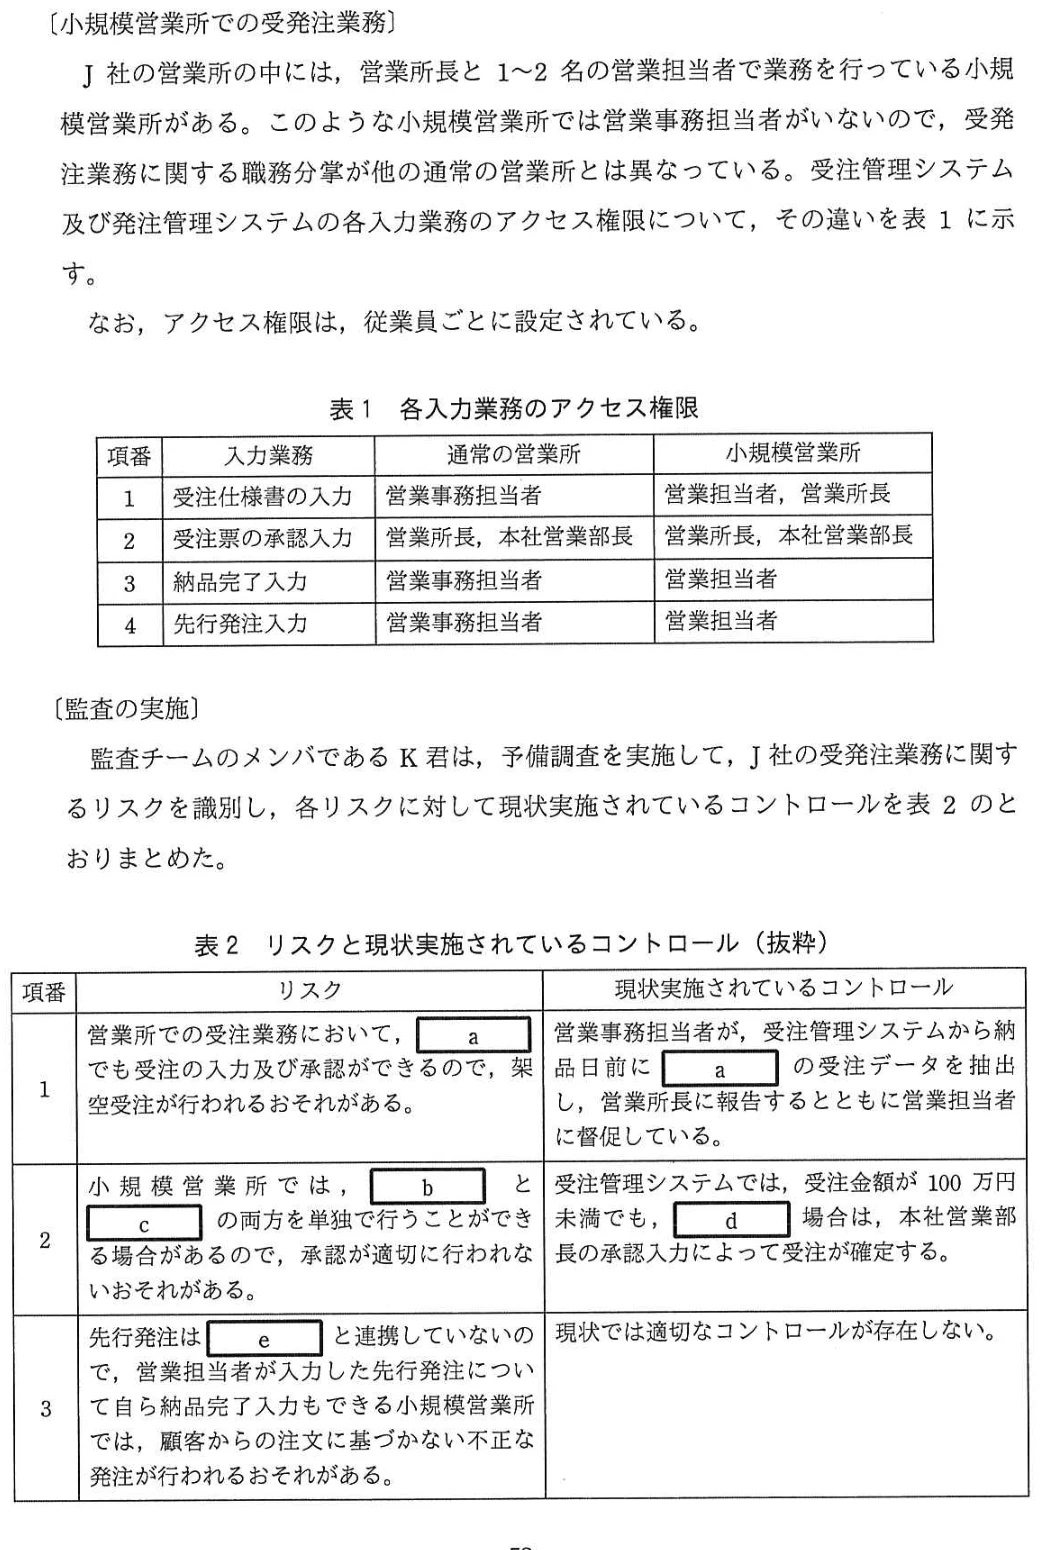 〔小規模営業所での受発注業務〕
J 社の営業所の中には，営業所長と 1～2 名の営業担当者で業務を行っている小規
模営業所がある。このような小規模営業所では営業事務担当者がいないので，受発
注業務に関する職務分掌が他の通常の営業所とは異なっている。受注管理システム
及び発注管理システムの各入力業務のアクセス権限について，その違いを表 1 に示
す。
なお，アクセス権限は，従業員ごとに設定されている。
表 1　各入力業務のアクセス権限
項番　入力業務　通常の営業所　小規模営業所
1　受注仕様書の入力　営業事務担当者　営業担当者，営業所長
2　受注票の承認入力　営業所長，本社営業部長　営業所長，本社営業部長
3　納品完了入力　営業事務担当者　営業担当者
4　先行発注入力　営業事務担当者　営業担当者
〔監査の実施〕
監査チームのメンバである K 君は，予備調査を実施して，J 社の受発注業務に関す
るリスクを識別し，各リスクに対して現状実施されているコントロールを表 2 のと
おりまとめた。
表 2　リスクと現状実施されているコントロール（抜粋）
項番　リスク　現状実施されているコントロール
1
営業所での受注業務において， a
でも受注の入力及び承認ができるので，架
空受注が行われるおそれがある。
営業事務担当者が，受注管理システムから納
品日前に a の受注データを抽出
し，営業所長に報告するとともに営業担当者
に督促している。
2
小規模営業所では， b と
c の両方を単独で行うことができ
る場合があるので，承認が適切に行われな
いおそれがある。
受注管理システムでは，受注金額が 100 万円
未満でも， d 場合は，本社営業部
長の承認入力によって受注が確定する。
3
先行発注は e と連携していないの
で，営業担当者が入力した先行発注につい
て自ら納品完了入力もできる小規模営業所
では，顧客からの注文に基づかない不正な
発注が行われるおそれがある。
現状では適切なコントロールが存在しない。